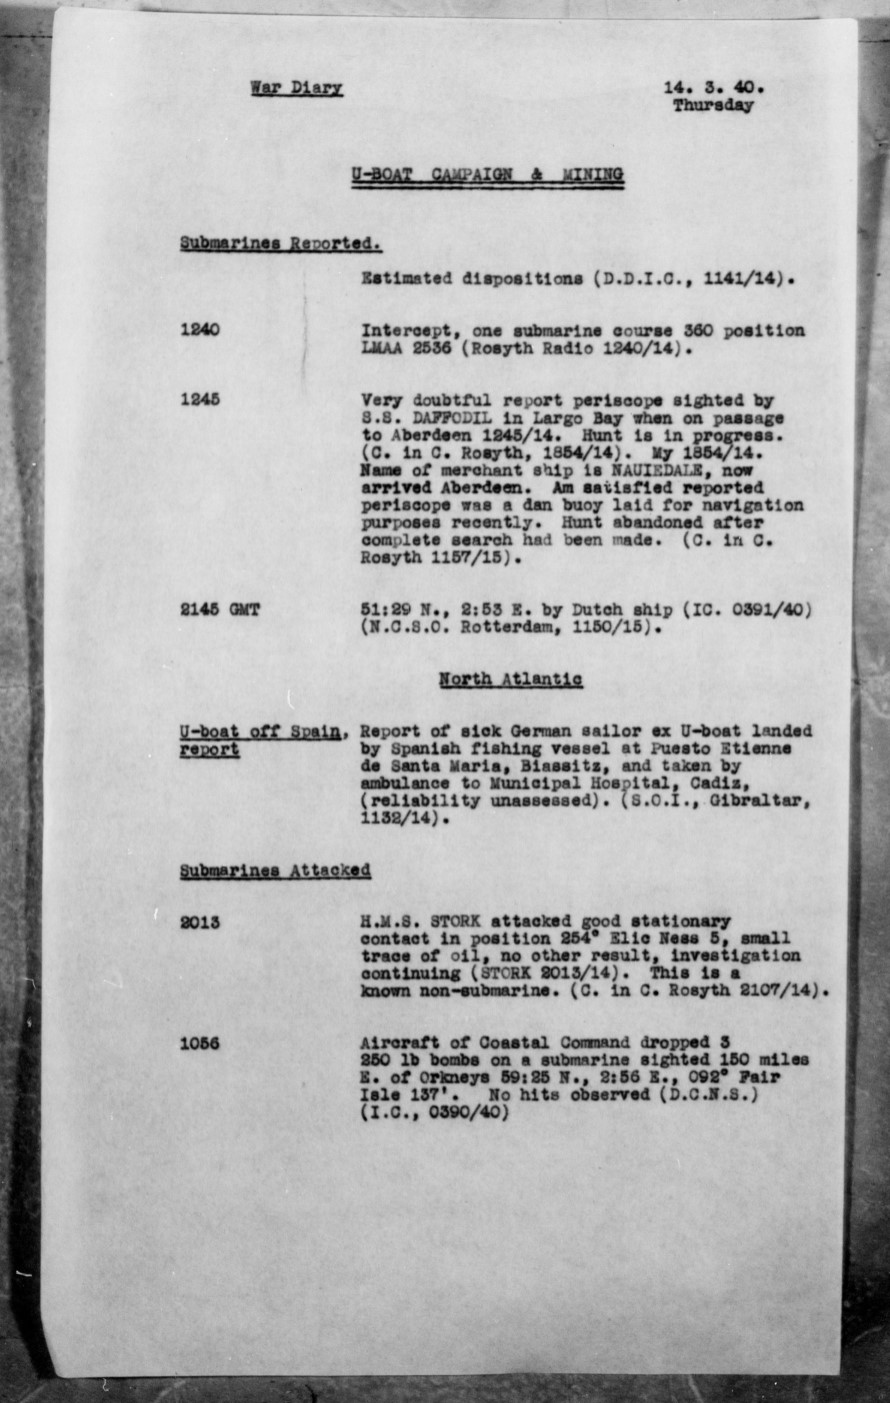 War Diary
14. 3. 40.
Thursday
U-BOAT CAMPAIGN & MINING
Submarines Reported.
Estimated dispositions (D.D.I.C., 1141/14).
1240
Intercept, one submarine course 360 position
LMAA 2536 (Rosyth Radio 1240/14).
1245
Very doubtful report periscope sighted by
S.S. DAFFODIL in Largo Bay when on passage
to Aberdeen 1245/14. Hunt is in progress.
(C. in C. Rosyth, 1854/14). My 1854/14.
Name of merchant ship is NAUIEDALE, now
arrived Aberdeen. Am satisfied reported
periscope was a dan buoy laid for navigation
purposes recently. Hunt abandoned after
complete search had been made. (C. in C.
Rosyth 1157/15).
2145 GMT
51:29 N., 2:53 E. by Dutch ship (IC. 0391/40)
(N.C.S.O. Rotterdam, 1150/15).
North Atlantic
U-boat off Spain,
report
Report of sick German sailor ex U-boat landed
by Spanish fishing vessel at Puesto Etienne
de Santa Maria, Biassitz, and taken by
ambulance to Municipal Hospital, Cadiz,
(reliability unassessed). (S.O.I., Gibraltar,
1132/14).
Submarines Attacked
2013
H.M.S. STORK attacked good stationary
contact in position 254° Elie Ness 5, small
trace of oil, no other result, investigation
continuing (STORK 2013/14). This is a
known non-submarine. (C. in C. Rosyth 2107/14).
1056
Aircraft of Coastal Command dropped 3
250 lb bombs on a submarine sighted 150 miles
E. of Orkneys 59:25 N., 2:56 E., 092° Fair
Isle 137'. No hits observed (D.C.N.S.)
(I.C., 0390/40)